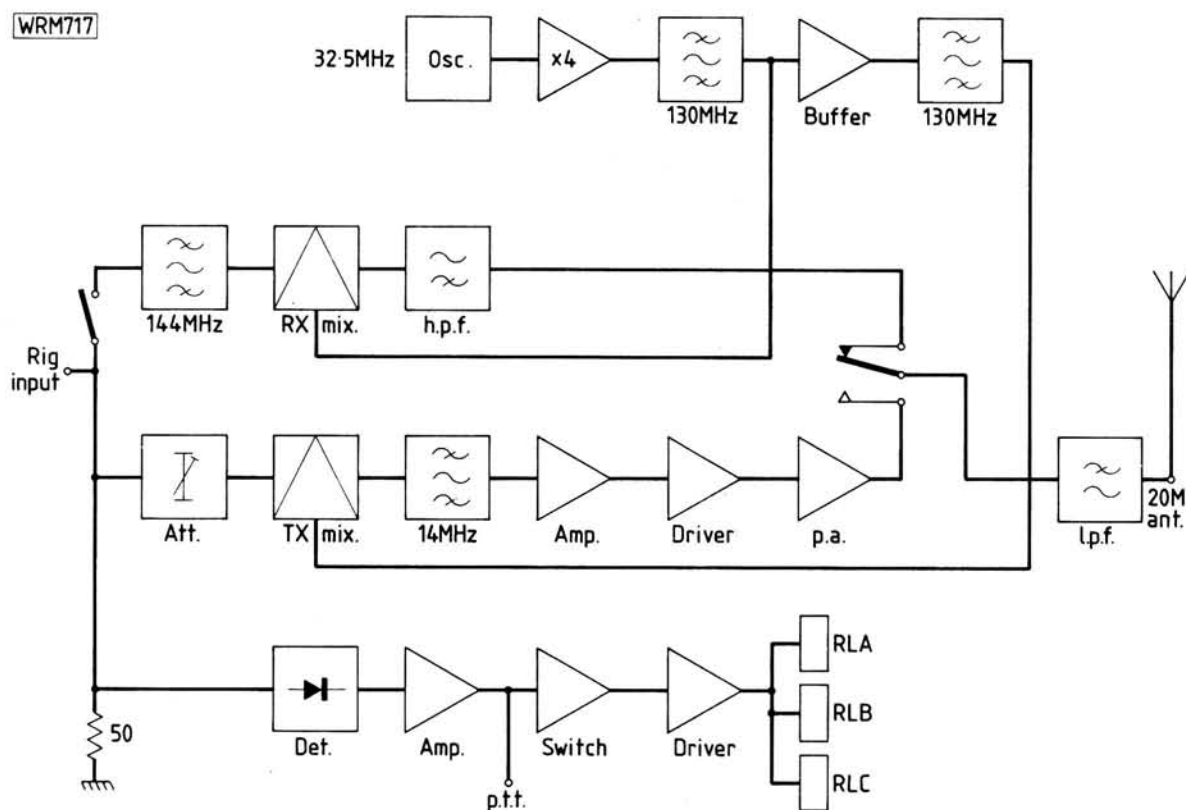 WRM717
32·5MHz
Osc.
x4
130MHz
Buffer
130MHz
144MHz
RX mix.
h.p.f.
Rig
input
Att.
TX mix.
14MHz
Amp.
Driver
p.a.
l.p.f.
20M
ant.
50
Det.
Amp.
p.t.t.
Switch
Driver
RLA
RLB
RLC